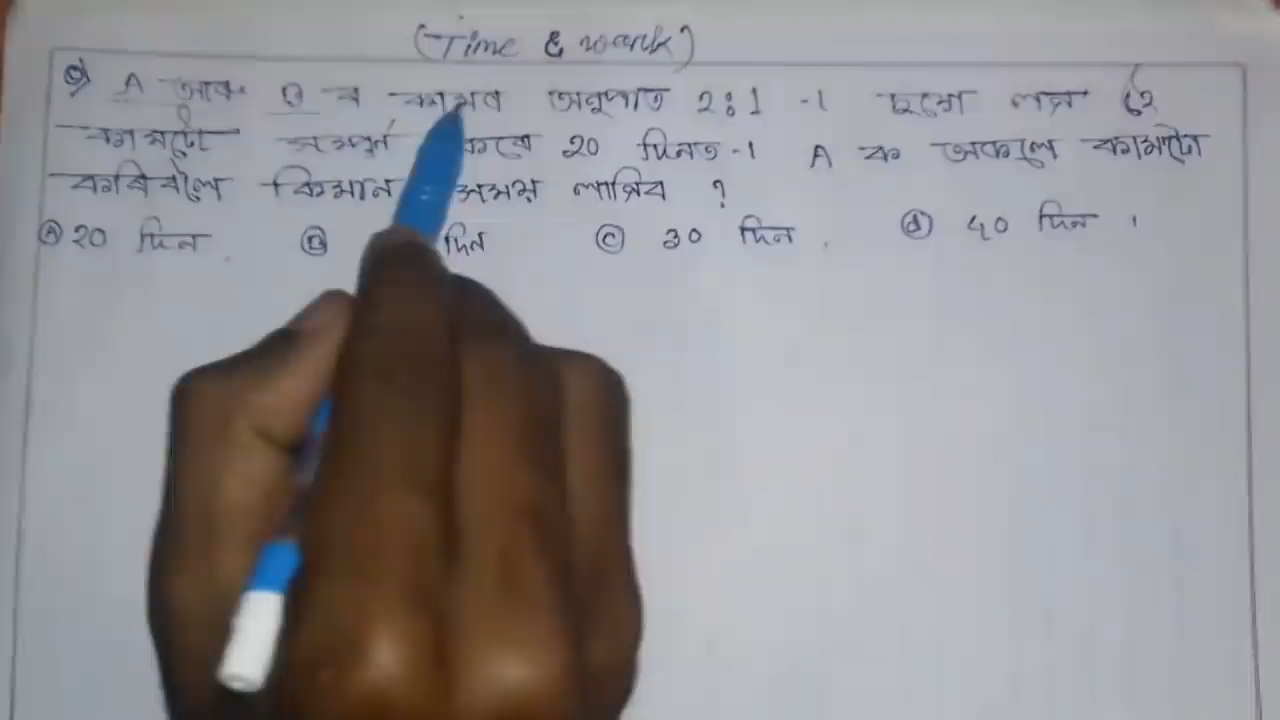 (Time & work)
A আৰু B ৰ কামৰ অনুপাত 2:1 । দুয়ো লগ হৈ
কামটো সম্পূৰ্ণ কৰে 20 দিনত । A ক অকলে কামটো
কৰিবলৈ কিমান সময় লাগিব ?
Ⓐ 20 দিন Ⓑ দিন Ⓒ 30 দিন ⓓ 40 দিন ।